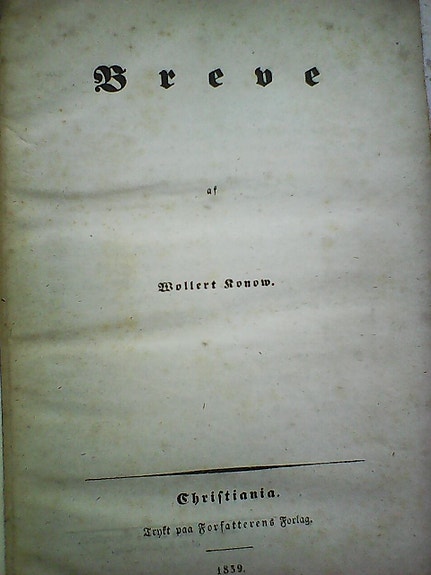 Breve
af
Wollert Konow.
Christiania.
Trykt paa Forfatterens Forlag.
1839.